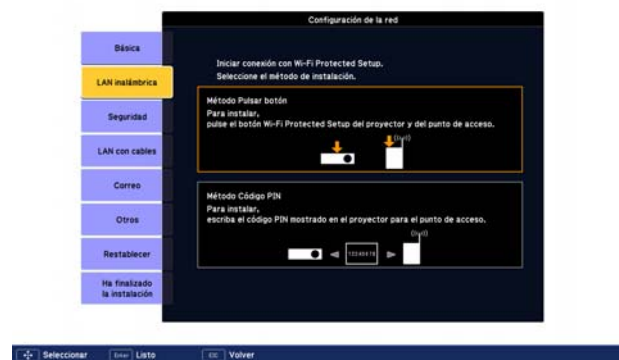 Configuración de la red
Básica
LAN inalámbrica
Seguridad
LAN con cables
Correo
Otros
Restablecer
Ha finalizado
la instalación
Iniciar conexión con Wi-Fi Protected Setup.
Seleccione el método de instalación.
Método Pulsar botón
Para instalar,
pulse el botón Wi-Fi Protected Setup del proyector y del punto de acceso.
Método Código PIN
Para instalar,
escriba el código PIN mostrado en el proyector para el punto de acceso.
12345678
Seleccionar Enter Listo ESC Volver